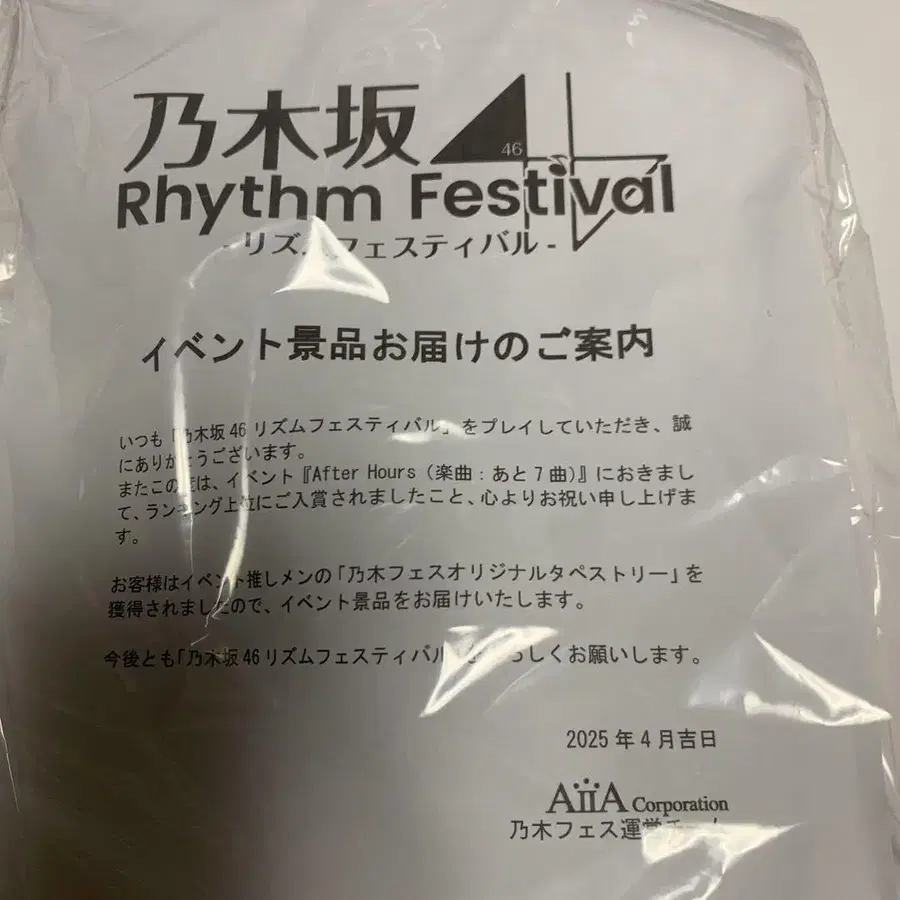 乃木坂46
Rhythm Festival
-リズムフェスティバル-
イベント景品お届けのご案内
いつも「乃木坂46リズムフェスティバル」をプレイしていただき、誠
にありがとうございます。
またこの度は、イベント『After Hours（楽曲：あと7曲）』におきまし
て、ランキング上位にご入賞されましたこと、心よりお祝い申し上げま
す。
お客様はイベント推しメンの「乃木フェスオリジナルタペストリー」を
獲得されましたので、イベント景品をお届けいたします。
今後とも「乃木坂46リズムフェスティバル」をよろしくお願いします。
2025年4月吉日
AiiA Corporation
乃木フェス運営チーム